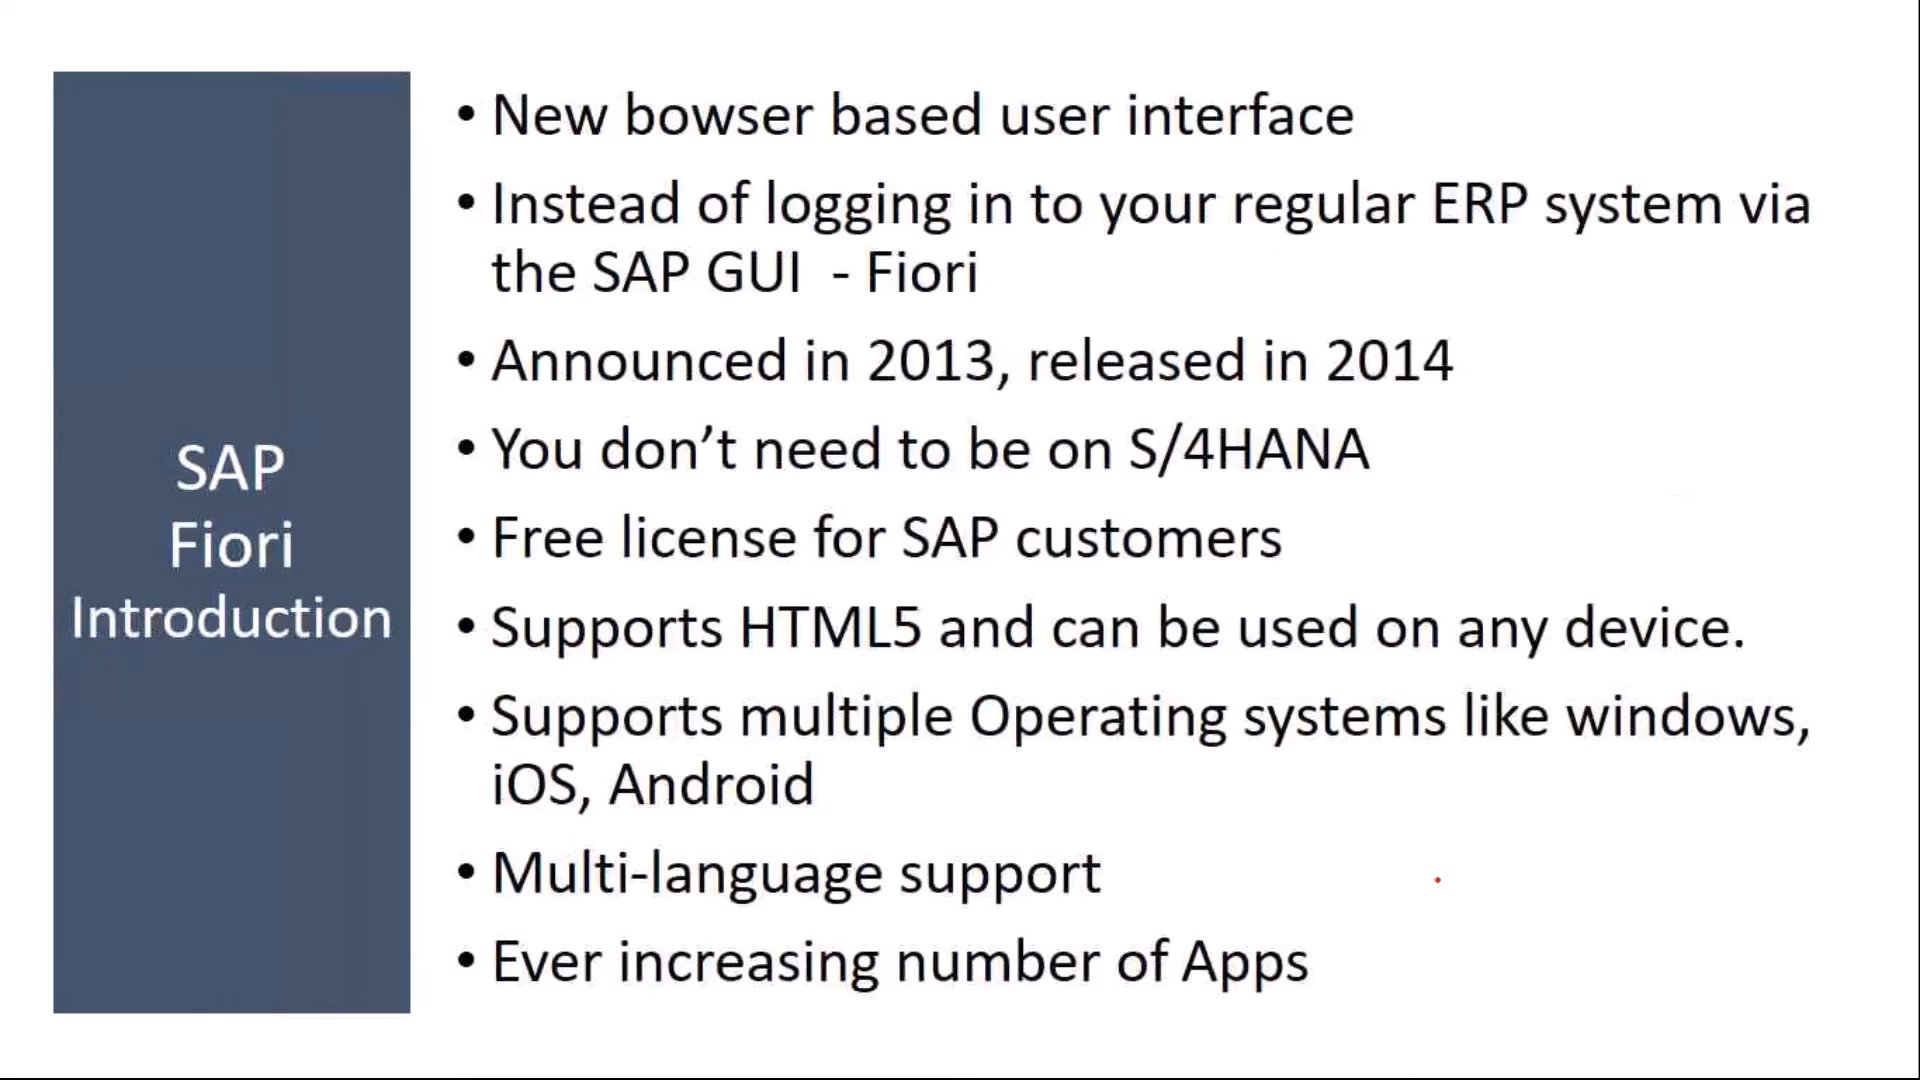 SAP
Fiori
Introduction
• New bowser based user interface
• Instead of logging in to your regular ERP system via
the SAP GUI  - Fiori
• Announced in 2013, released in 2014
• You don’t need to be on S/4HANA
• Free license for SAP customers
• Supports HTML5 and can be used on any device.
• Supports multiple Operating systems like windows,
iOS, Android
• Multi-language support
• Ever increasing number of Apps